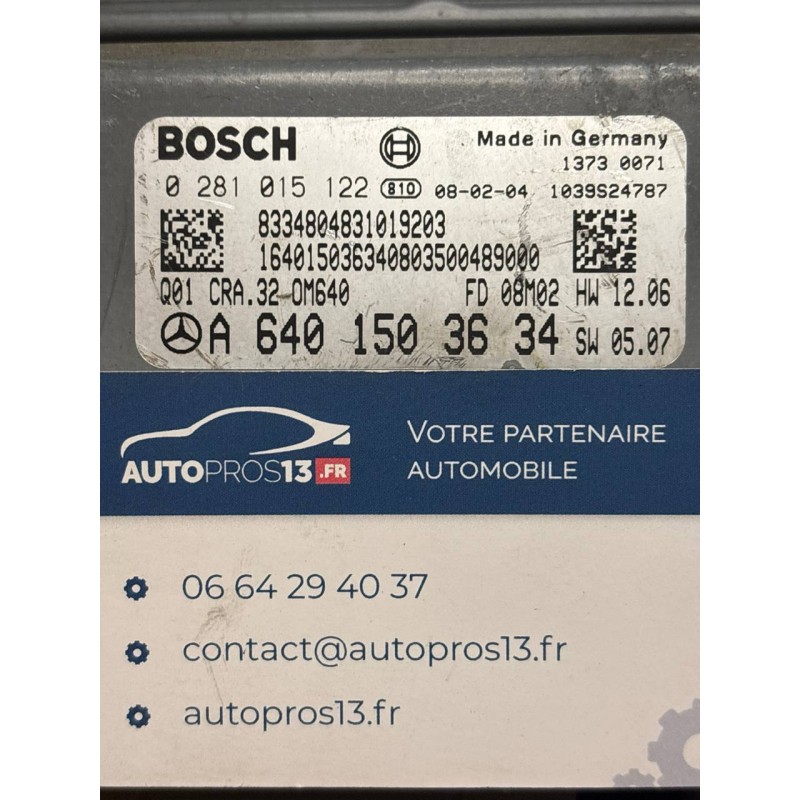 BOSCH
Made in Germany
1373 0071
0 281 015 122 810 08-02-04 1039S24787
8334804831019203
1640150363408035004890​00
Q01 CRA.32 OM640 FD 08M02 HW 12.06
A 640 150 36 34 SW 05.07
AUTOPROS13.FR
VOTRE PARTENAIRE
AUTOMOBILE
06 64 29 40 37
contact@autopros13.fr
autopros13.fr